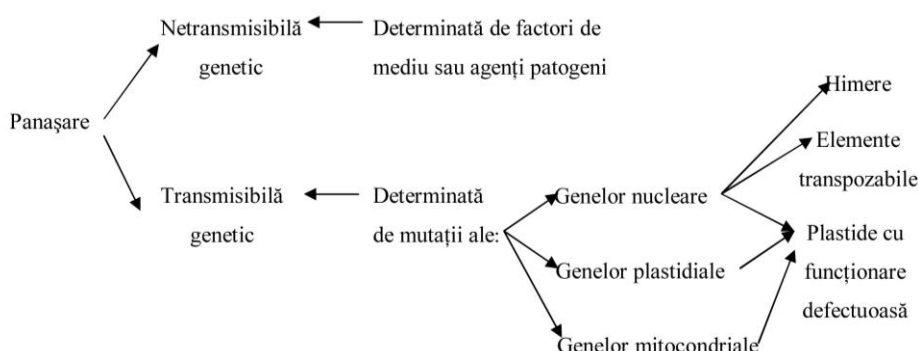 Netransmisibilă
genetic
Determinată de factori de
mediu sau agenți patogeni
Panaşare
Transmisibilă
genetic
Determinată
de mutații ale:
Genelor nucleare
Genelor plastidiale
Genelor mitocondriale
Himere
Elemente
transpozabile
Plastide cu
funcționare
defectuoasă